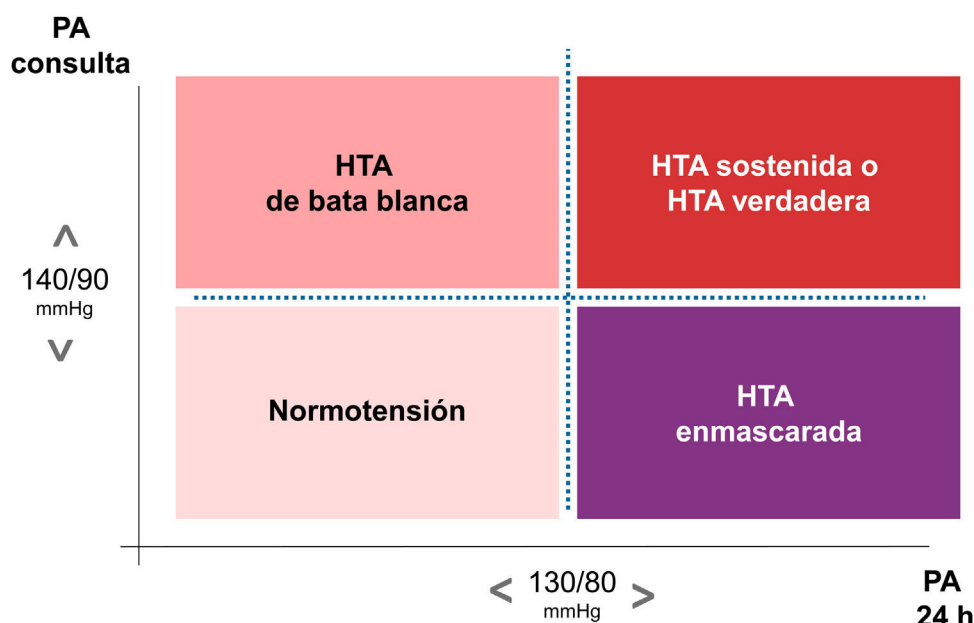 PA
consulta
HTA
de bata blanca
HTA sostenida o
HTA verdadera
^
140/90
mmHg
v
Normotensión
HTA
enmascarada
< 130/80 >
mmHg
PA
24 h